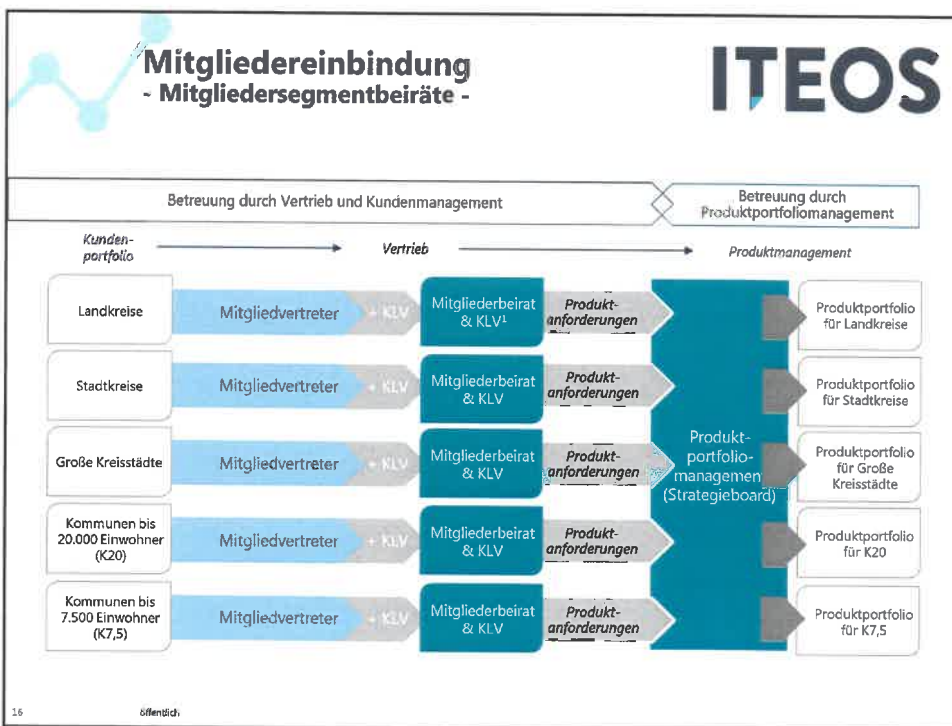 Mitgliedereinbindung
- Mitgliedersegmentbeiräte -
ITEOS
Betreuung durch Vertrieb und Kundenmanagement
Betreuung durch
Produktportfoliomanagement
Kunden-
portfolio
Vertrieb
Produktmanagement
Landkreise
Mitgliedvertreter
+ KLV
Mitgliederbeirat
& KLV¹
Produkt-
anforderungen
Produktportfolio
für Landkreise
Stadtkreise
Mitgliedvertreter
+ KLV
Mitgliederbeirat
& KLV
Produkt-
anforderungen
Produktportfolio
für Stadtkreise
Große Kreisstädte
Mitgliedvertreter
+ KLV
Mitgliederbeirat
& KLV
Produkt-
anforderungen
Produkt-
portfolio-
management
(Strategieboard)
Produktportfolio
für Große
Kreisstädte
Kommunen bis
20.000 Einwohner
(K20)
Mitgliedvertreter
+ KLV
Mitgliederbeirat
& KLV
Produkt-
anforderungen
Produktportfolio
für K20
Kommunen bis
7.500 Einwohner
(K7,5)
Mitgliedvertreter
+ KLV
Mitgliederbeirat
& KLV
Produkt-
anforderungen
Produktportfolio
für K7,5
16
öffentlich